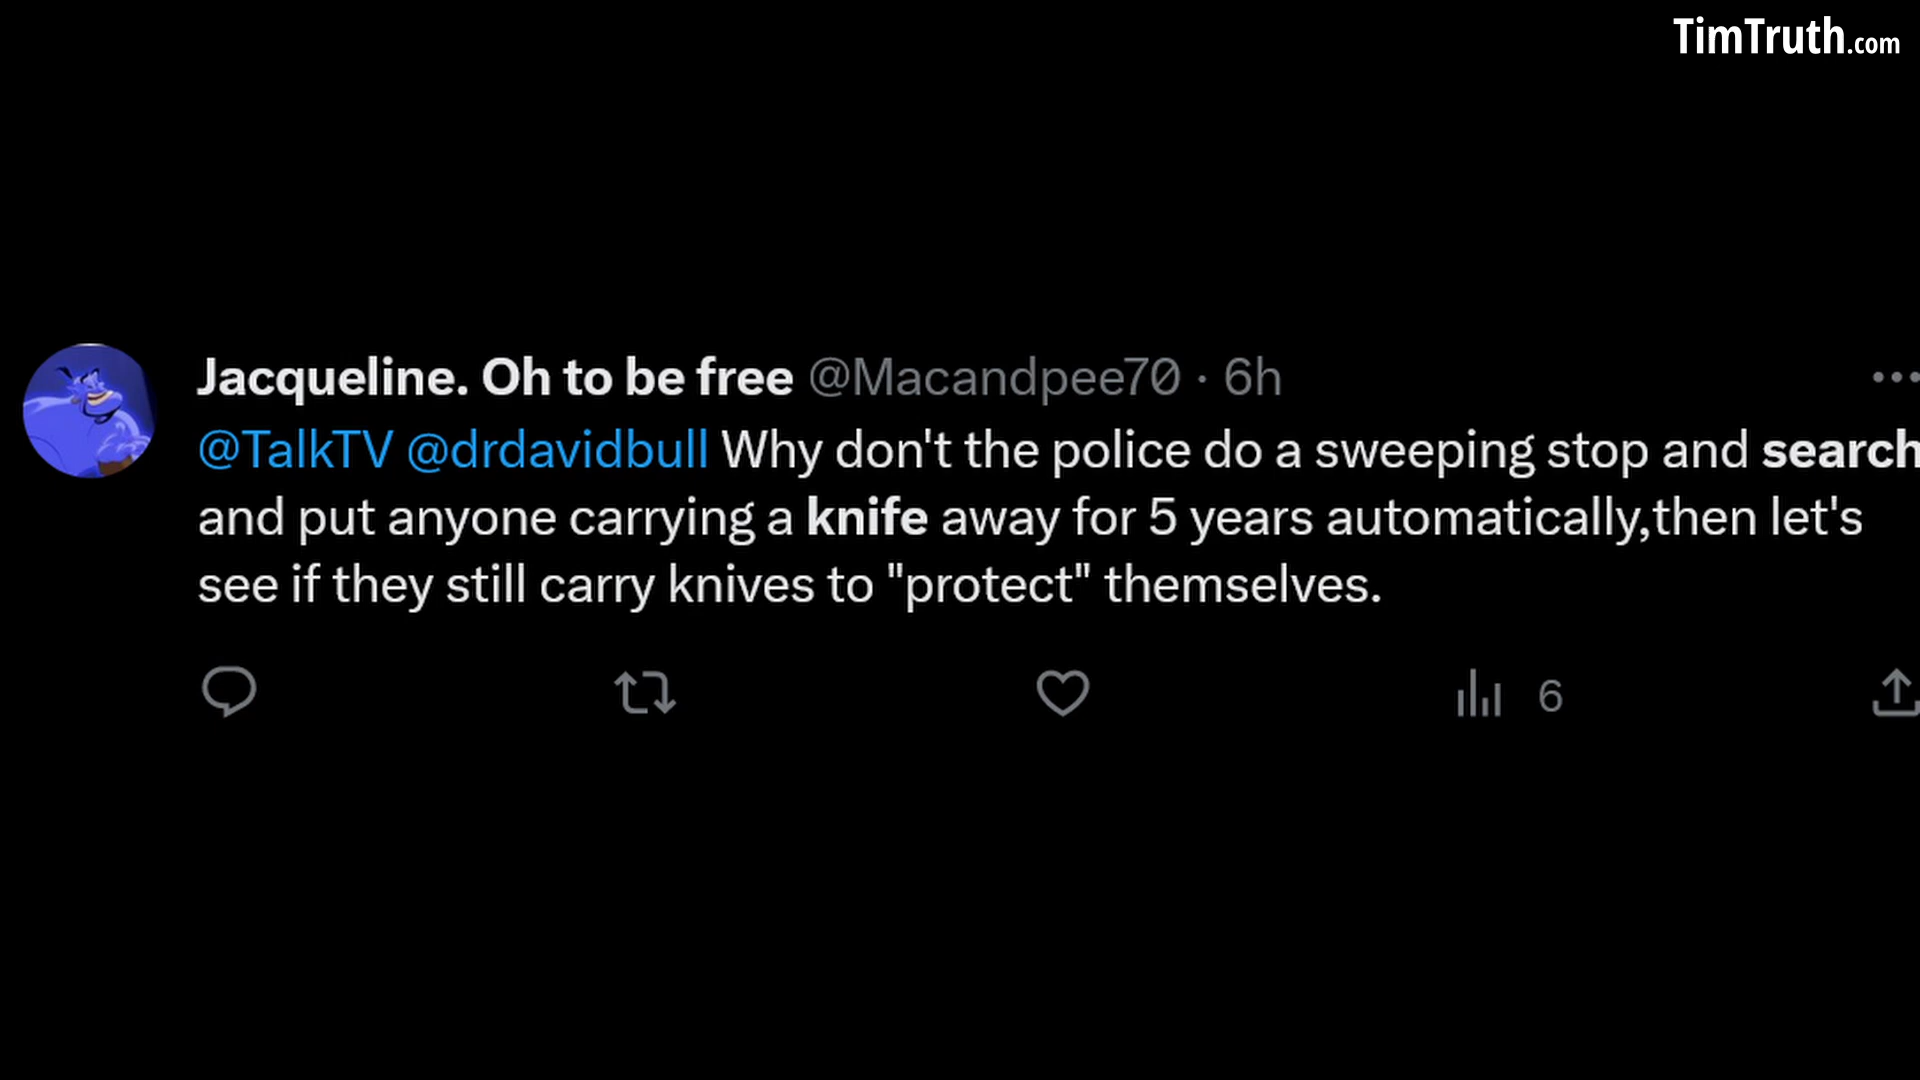 TimTruth.com
Jacqueline. Oh to be free @Macandpee70 · 6h
@TalkTV @drdavidbull Why don't the police do a sweeping stop and search
and put anyone carrying a knife away for 5 years automatically,then let's
see if they still carry knives to "protect" themselves.
6